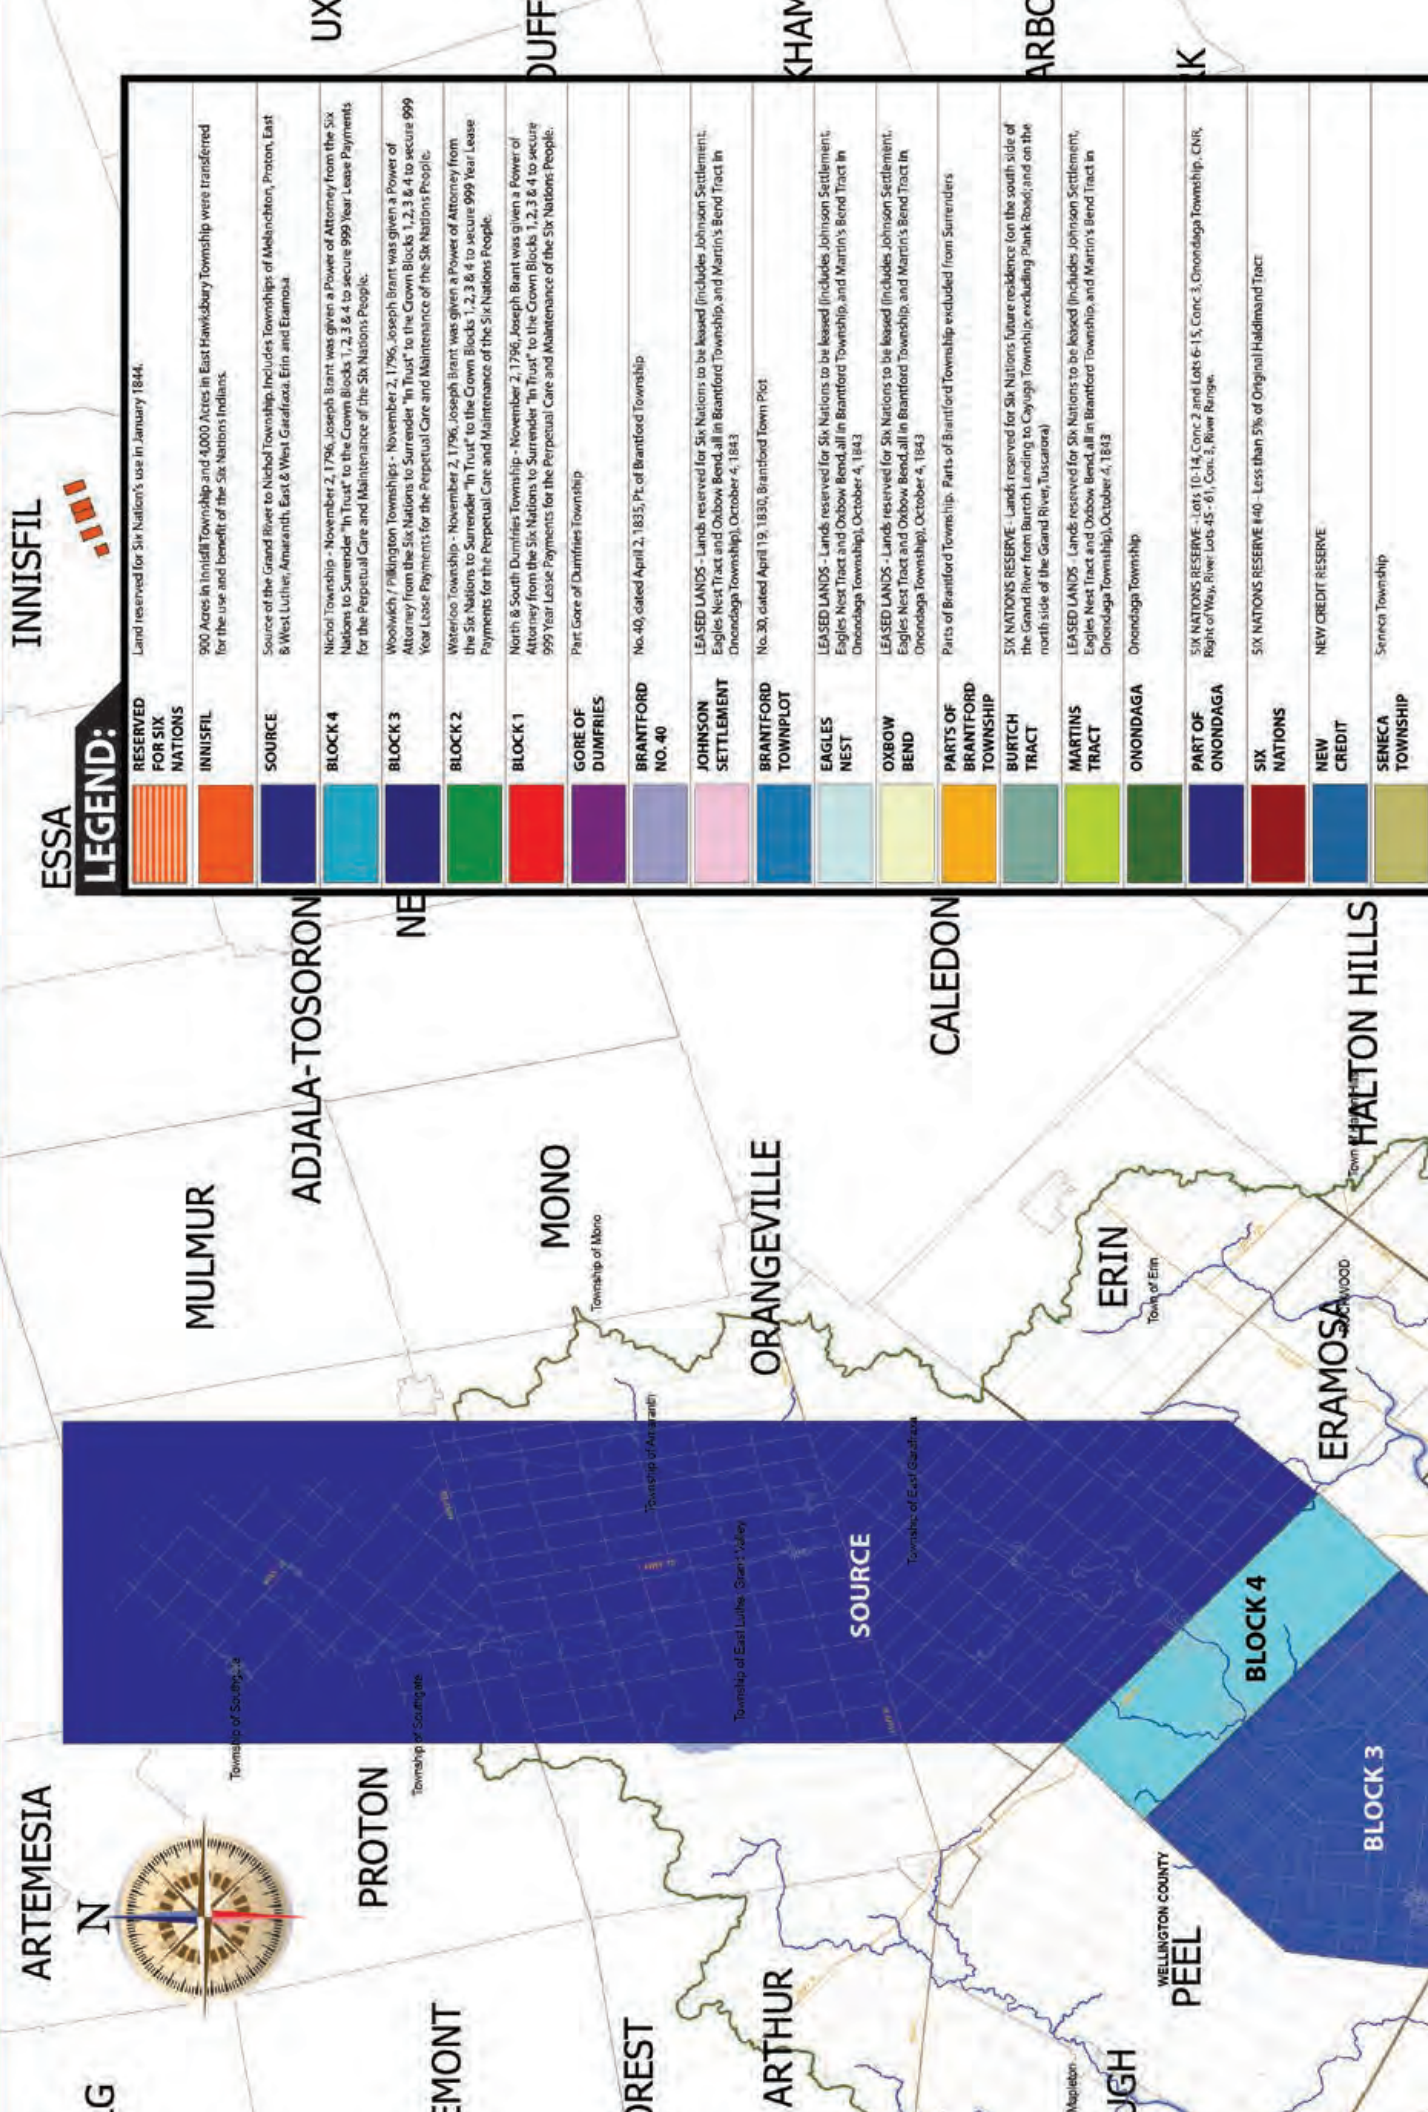 ARTEMESIA
N
PROTON
ARTHUR
WELLINGTON COUNTY
PEEL
Mapleton
Township of Southgate
Township of Southgate
Township of East Luther Grand Valley
Township of Amaranth
SOURCE
Township of East Garafraxa
BLOCK 4
BLOCK 3
MULMUR
ADJALA-TOSORON
MONO
Township of Mono
ORANGEVILLE
CALEDON
ERIN
Town of Erin
ERAMOSA
HALTON HILLS
ESSA
INNISFIL
LEGEND:
RESERVED
FOR SIX
NATIONS
Land reserved for Six Nation's use in January 1844.
INNISFIL
900 Acres in Innisfil Township and 4,000 Acres in East Hawksbury Township were transferred
for the use and benefit of the Six Nations Indians.
SOURCE
Source of the Grand River to Nichol Township. Includes Townships of Melanchton, Proton, East
& West Luther, Amaranth, East & West Garafraxa, Erin and Eramosa
BLOCK 4
Nichol Township - November 2, 1796, Joseph Brant was given a Power of Attorney from the Six
Nations to Surrender "In Trust" to the Crown Blocks 1, 2, 3 & 4 to secure 999 Year Lease Payments
for the Perpetual Care and Maintenance of the Six Nations People.
BLOCK 3
Woolwich / Pilkington Townships - November 2, 1796, Joseph Brant was given a Power of
Attorney from the Six Nations to Surrender "In Trust" to the Crown Blocks 1, 2, 3 & 4 to secure 999
Year Lease Payments for the Perpetual Care and Maintenance of the Six Nations People.
BLOCK 2
Waterloo Township - November 2, 1796, Joseph Brant was given a Power of Attorney from
the Six Nations to Surrender "In Trust" to the Crown Blocks 1, 2, 3 & 4 to secure 999 Year Lease
Payments for the Perpetual Care and Maintenance of the Six Nations People.
BLOCK 1
North & South Dumfries Township - November 2, 1796, Joseph Brant was given a Power of
Attorney from the Six Nations to Surrender "In Trust" to the Crown Blocks 1, 2, 3 & 4 to secure
999 Year Lease Payments for the Perpetual Care and Maintenance of the Six Nations People.
GORE OF
DUMFRIES
Part Gore of Dumfries Township
BRANTFORD
NO. 40
No. 40, dated April 2, 1835, Pt. of Brantford Township
JOHNSON
SETTLEMENT
LEASED LANDS - Lands reserved for Six Nations to be leased (includes Johnson Settlement,
Eagles Nest Tract and Oxbow Bend, all in Brantford Township, and Martin's Bend Tract in
Onondaga Township), October 4, 1843
BRANTFORD
TOWNPLOT
No. 30, dated April 19, 1830, Brantford Town Plot
EAGLES
NEST
LEASED LANDS - Lands reserved for Six Nations to be leased (includes Johnson Settlement,
Eagles Nest Tract and Oxbow Bend, all in Brantford Township, and Martin's Bend Tract in
Onondaga Township), October 4, 1843
OXBOW
BEND
LEASED LANDS - Lands reserved for Six Nations to be leased (includes Johnson Settlement,
Eagles Nest Tract and Oxbow Bend, all in Brantford Township, and Martin's Bend Tract in
Onondaga Township), October 4, 1843
PARTS OF
BRANTFORD
TOWNSHIP
Parts of Brantford Township. Parts of Brantford Township excluded from Surrenders
BURTCH
TRACT
SIX NATIONS RESERVE - Lands reserved for Six Nations future residence (on the south side of
the Grand River from Burtch Landing to Cayuga Township; excluding Plank Road; and on the
north side of the Grand River, Tuscarora)
MARTINS
TRACT
LEASED LANDS - Lands reserved for Six Nations to be leased (includes Johnson Settlement,
Eagles Nest Tract and Oxbow Bend, all in Brantford Township, and Martin's Bend Tract in
Onondaga Township), October 4, 1843
ONONDAGA
Onondaga Township
PART OF
ONONDAGA
SIX NATIONS RESERVE - Lots 10-14, Conc 2 and Lots 6-15, Conc 3, Onondaga Township. CNR,
Right of Way, River Lots 45 - 61, Con. 3, River Range.
SIX
NATIONS
SIX NATIONS RESERVE #40 - Less than 5% of Original Haldimand Tract
NEW
CREDIT
NEW CREDIT RESERVE
SENECA
TOWNSHIP
Seneca Township